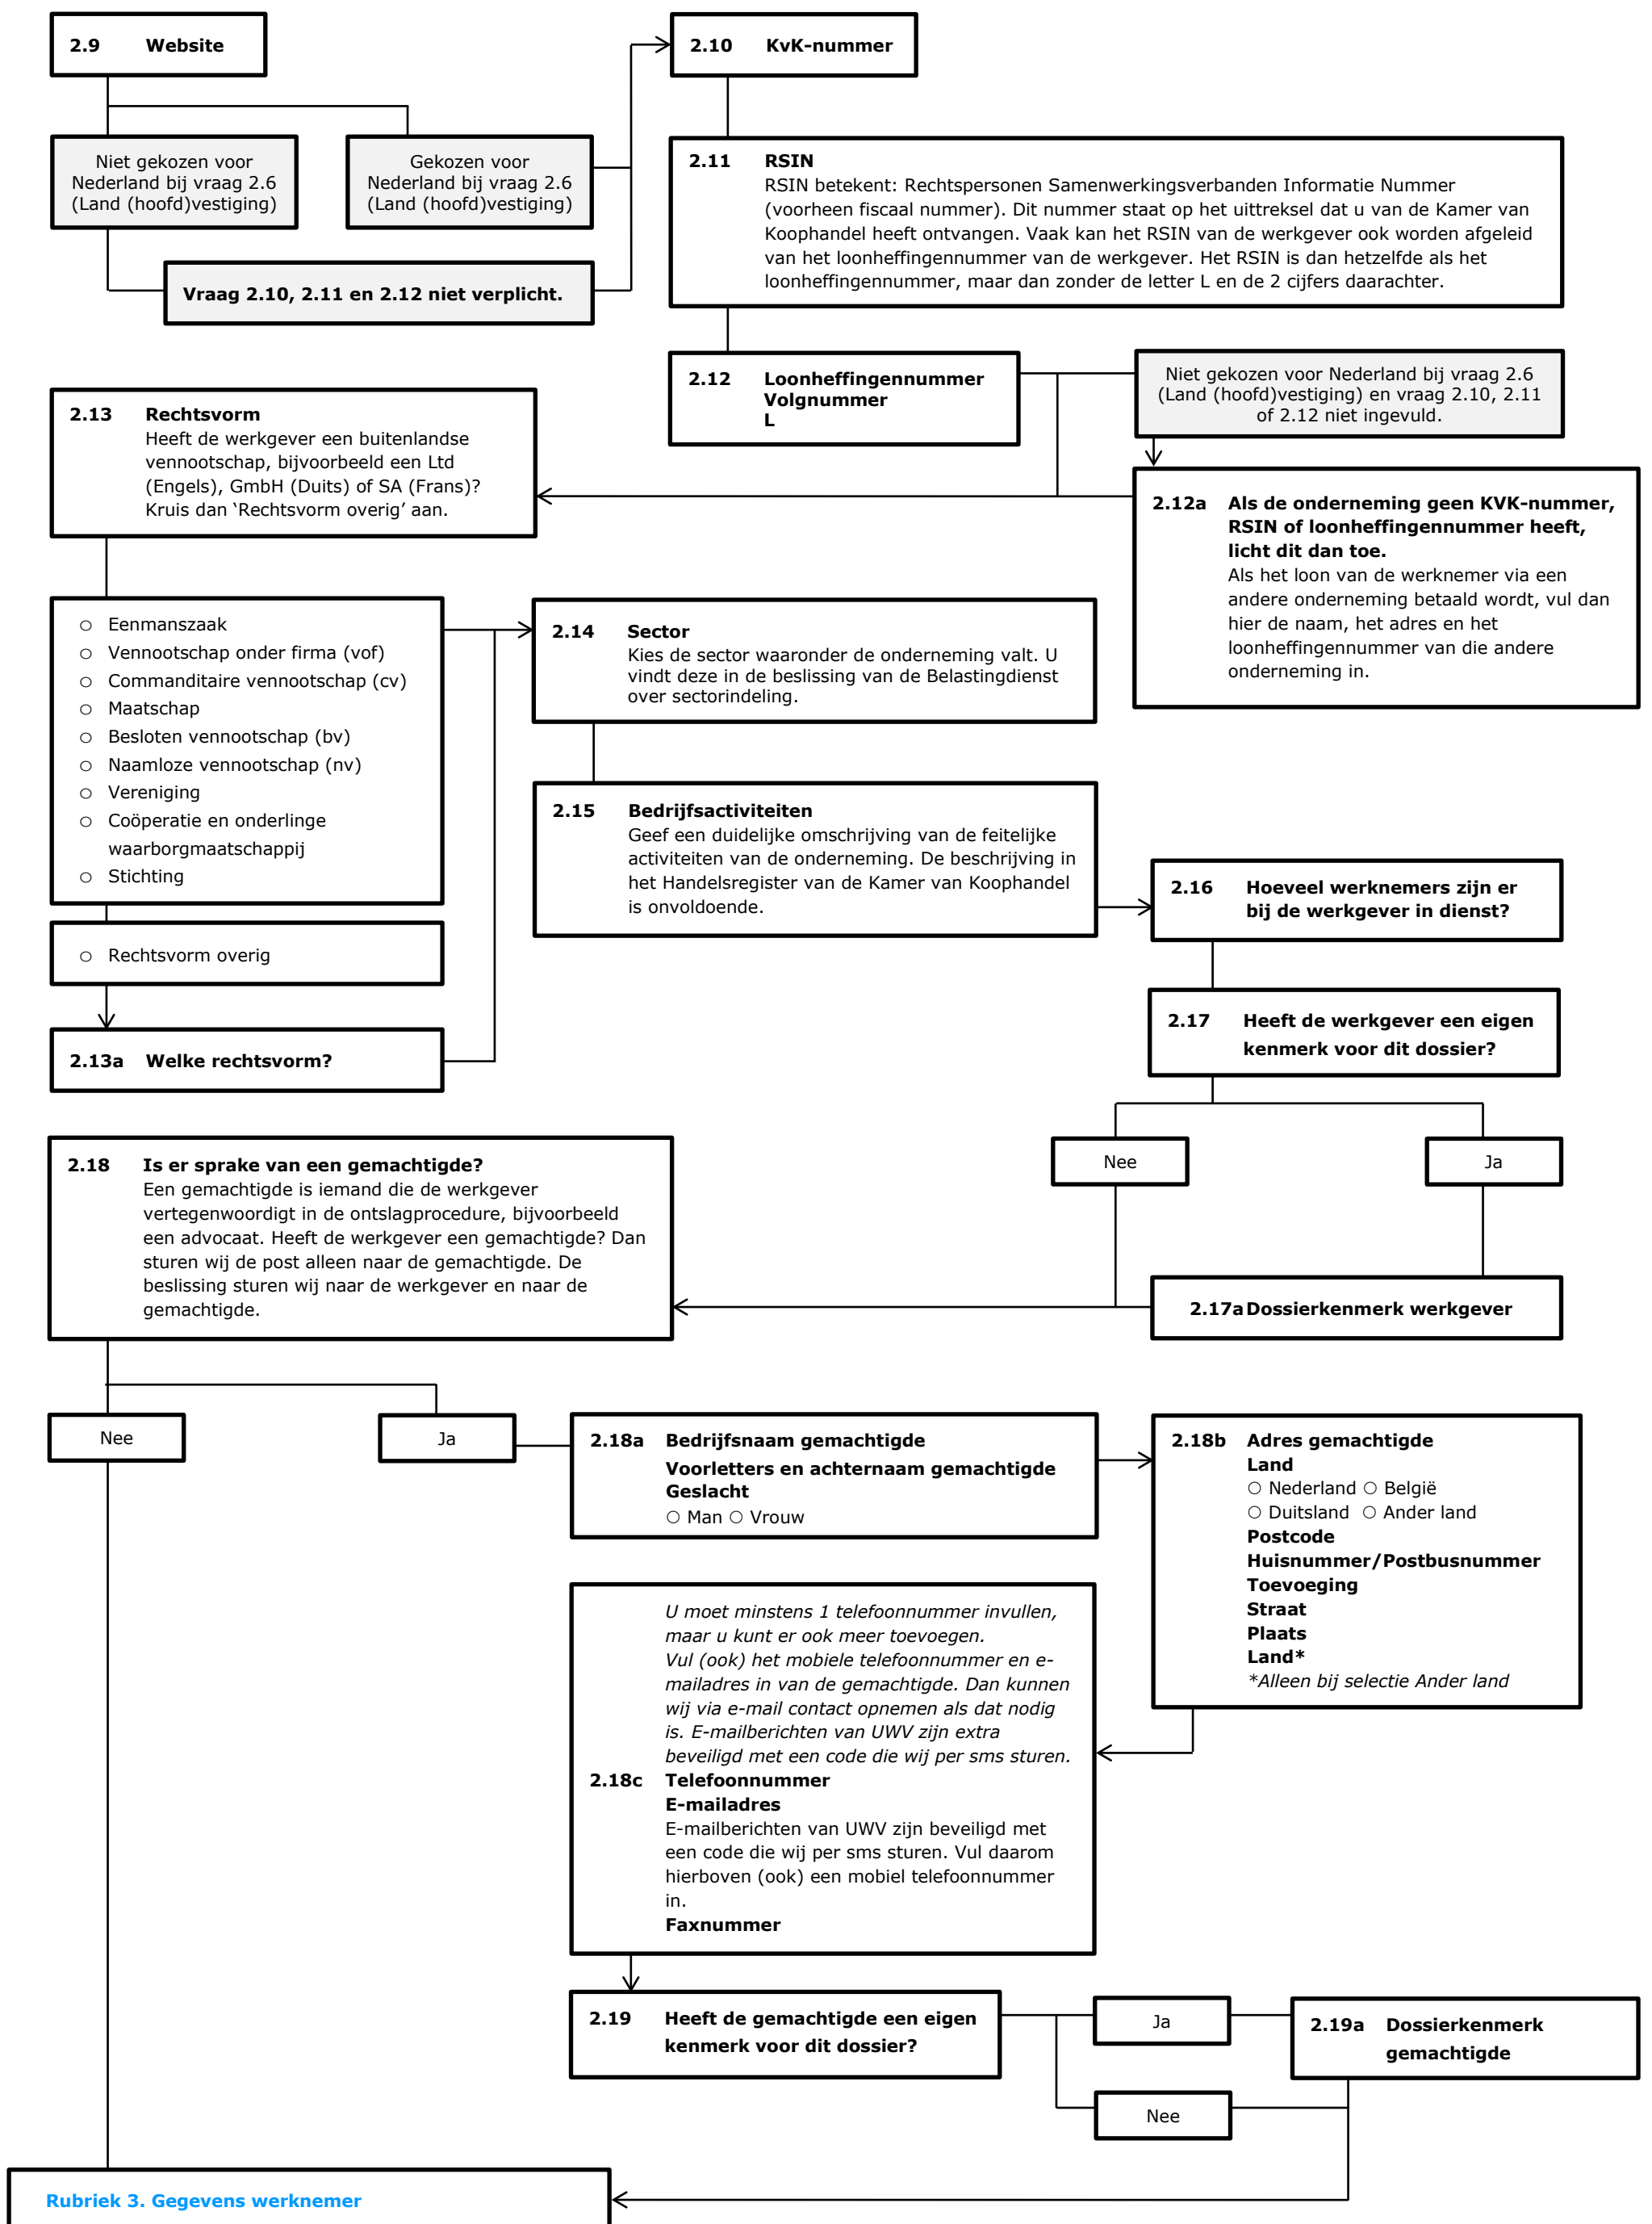 2.9 Website
2.10 KvK-nummer
Niet gekozen voor
Nederland bij vraag 2.6
(Land (hoofd)vestiging)
Gekozen voor
Nederland bij vraag 2.6
(Land (hoofd)vestiging)
Vraag 2.10, 2.11 en 2.12 niet verplicht.
2.11 RSIN
RSIN betekent: Rechtspersonen Samenwerkingsverbanden Informatie Nummer
(voorheen fiscaal nummer). Dit nummer staat op het uittreksel dat u van de Kamer van
Koophandel heeft ontvangen. Vaak kan het RSIN van de werkgever ook worden afgeleid
van het loonheffingennummer van de werkgever. Het RSIN is dan hetzelfde als het
loonheffingennummer, maar dan zonder de letter L en de 2 cijfers daarachter.
2.12 Loonheffingennummer
Volgnummer
L
Niet gekozen voor Nederland bij vraag 2.6
(Land (hoofd)vestiging) en vraag 2.10, 2.11
of 2.12 niet ingevuld.
2.12a Als de onderneming geen KVK-nummer,
RSIN of loonheffingennummer heeft,
licht dit dan toe.
Als het loon van de werknemer via een
andere onderneming betaald wordt, vul dan
hier de naam, het adres en het
loonheffingennummer van die andere
onderneming in.
2.13 Rechtsvorm
Heeft de werkgever een buitenlandse
vennootschap, bijvoorbeeld een Ltd
(Engels), GmbH (Duits) of SA (Frans)?
Kruis dan ‘Rechtsvorm overig’ aan.
○ Eenmanszaak
○ Vennootschap onder firma (vof)
○ Commanditaire vennootschap (cv)
○ Maatschap
○ Besloten vennootschap (bv)
○ Naamloze vennootschap (nv)
○ Vereniging
○ Coöperatie en onderlinge
waarborgmaatschappij
○ Stichting
○ Rechtsvorm overig
2.13a Welke rechtsvorm?
2.14 Sector
Kies de sector waaronder de onderneming valt. U
vindt deze in de beslissing van de Belastingdienst
over sectorindeling.
2.15 Bedrijfsactiviteiten
Geef een duidelijke omschrijving van de feitelijke
activiteiten van de onderneming. De beschrijving in
het Handelsregister van de Kamer van Koophandel
is onvoldoende.
2.16 Hoeveel werknemers zijn er
bij de werkgever in dienst?
2.17 Heeft de werkgever een eigen
kenmerk voor dit dossier?
Nee
Ja
2.17a Dossierkenmerk werkgever
2.18 Is er sprake van een gemachtigde?
Een gemachtigde is iemand die de werkgever
vertegenwoordigt in de ontslagprocedure, bijvoorbeeld
een advocaat. Heeft de werkgever een gemachtigde? Dan
sturen wij de post alleen naar de gemachtigde. De
beslissing sturen wij naar de werkgever en naar de
gemachtigde.
Nee
Ja
2.18a Bedrijfsnaam gemachtigde
Voorletters en achternaam gemachtigde
Geslacht
○ Man ○ Vrouw
2.18b Adres gemachtigde
Land
○ Nederland ○ België
○ Duitsland ○ Ander land
Postcode
Huisnummer/Postbusnummer
Toevoeging
Straat
Plaats
Land*
*Alleen bij selectie Ander land
U moet minstens 1 telefoonnummer invullen,
maar u kunt er ook meer toevoegen.
Vul (ook) het mobiele telefoonnummer en e-
mailadres in van de gemachtigde. Dan kunnen
wij via e-mail contact opnemen als dat nodig
is. E-mailberichten van UWV zijn extra
beveiligd met een code die wij per sms sturen.
2.18c Telefoonnummer
E-mailadres
E-mailberichten van UWV zijn beveiligd met
een code die wij per sms sturen. Vul daarom
hierboven (ook) een mobiel telefoonnummer
in.
Faxnummer
2.19 Heeft de gemachtigde een eigen
kenmerk voor dit dossier?
Ja
Nee
2.19a Dossierkenmerk
gemachtigde
Rubriek 3. Gegevens werknemer